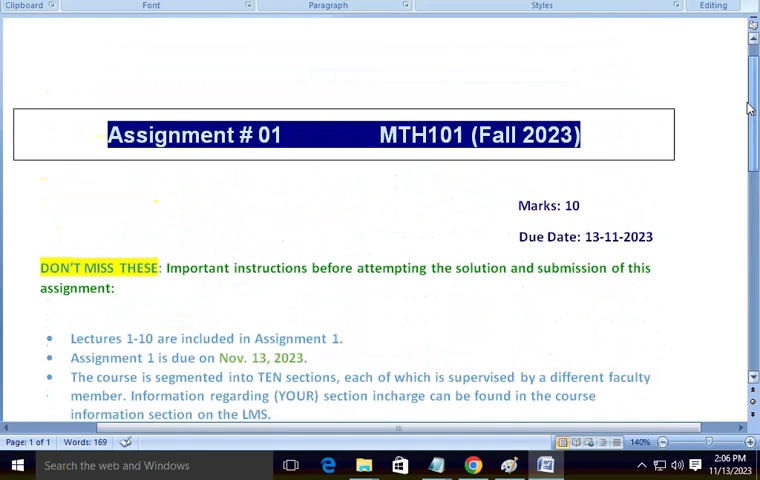 Clipboard Font Paragraph Styles Editing
Assignment # 01 MTH101 (Fall 2023)
Marks: 10
Due Date: 13-11-2023
DON'T MISS THESE: Important instructions before attempting the solution and submission of this
assignment:
• Lectures 1-10 are included in Assignment 1.
• Assignment 1 is due on Nov. 13, 2023.
• The course is segmented into TEN sections, each of which is supervised by a different faculty
member. Information regarding (YOUR) section incharge can be found in the course
information section on the LMS.
Page: 1 of 1 Words: 169 140%
Search the web and Windows 2:06 PM
11/13/2023